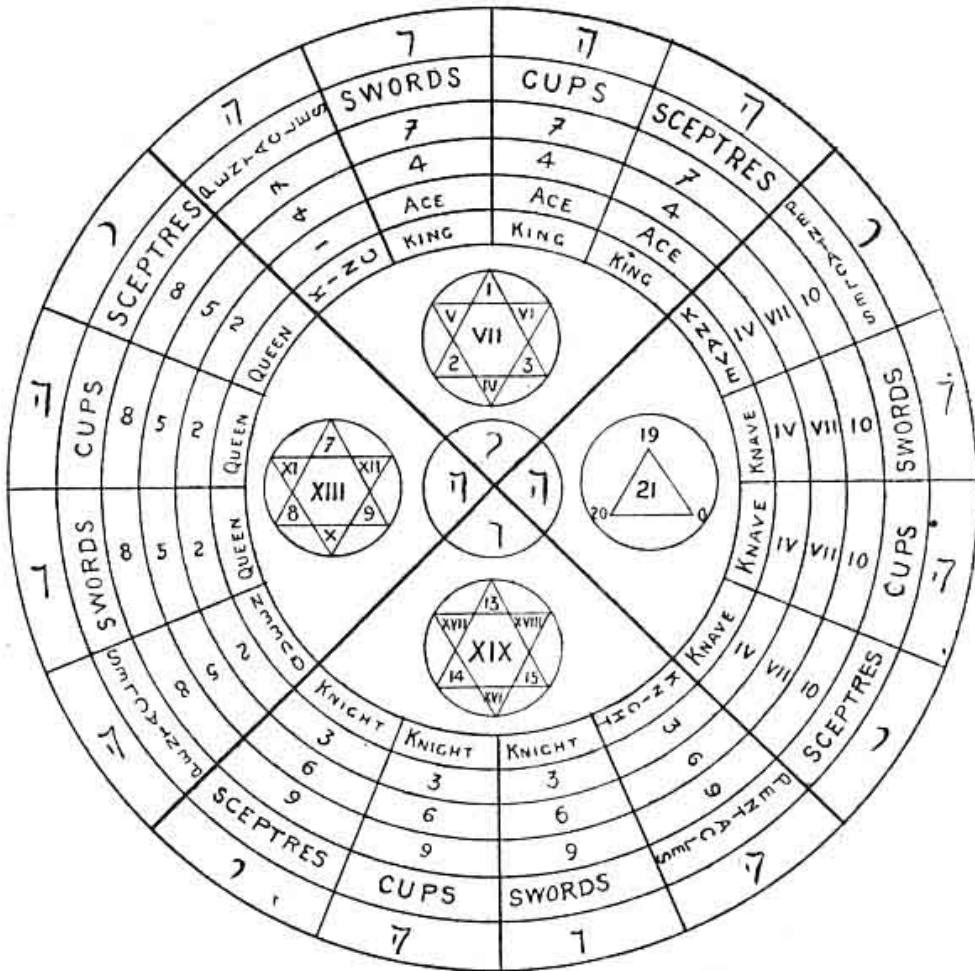 ר
SWORDS
7
4
ACE
KING
ה
CUPS
7
4
ACE
KING
ה
SCEPTRES
7
4
ACE
KING
PENTACLES
10
VII
IV
KNAVE
SWORDS
10
VII
IV
KNAVE
ה
CUPS
10
VII
IV
KNAVE
י
SCEPTRES
10
VII
IV
KNAVE
ה
PENTACLES
9
6
3
KNIGHT
ר
SWORDS
9
6
3
KNIGHT
ה
CUPS
9
6
3
KNIGHT
י
SCEPTRES
9
6
3
KNIGHT
ה
PENTACLES
8
5
2
QUEEN
ר
SWORDS
8
5
2
QUEEN
ה
CUPS
8
5
2
QUEEN
י
SCEPTRES
8
5
2
QUEEN
ה
PENTACLES
7
4
1
KING
1
V VI
VII
2 3
IV
7
XI XII
XIII
8 9
X
19
21
20 0
י
ה ה
ר
13
XVII XVIII
XIX
14 15
XVI